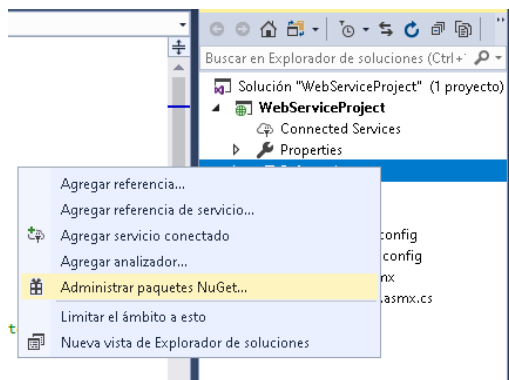 Buscar en Explorador de soluciones (Ctrl+
Solución "WebServiceProject" (1 proyecto)
WebServiceProject
Connected Services
Properties
Agregar referencia...
Agregar referencia de servicio...
Agregar servicio conectado
Agregar analizador...
Administrar paquetes NuGet...
Limitar el ámbito a esto
Nueva vista de Explorador de soluciones
onfig
config
mx
.asmx.cs
t